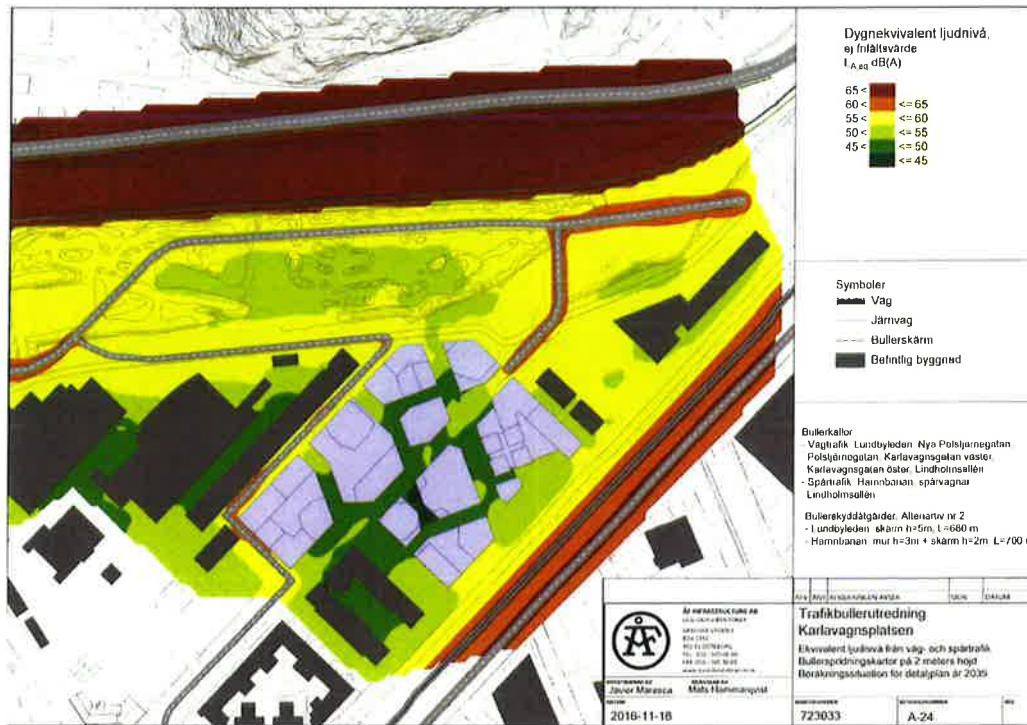 Dygnekvivalent ljudnivå,
ej frifältsvärde
L A,eq dB(A)
65 <
60 < <= 65
55 < <= 60
50 < <= 55
45 < <= 50
<= 45
Symboler
Väg
Järnväg
Bullerskärm
Befintlig byggnad
Bullerkällor
- Vägtrafik Lundbyleden Nya Polstjärnegatan
Polstjärnegatan, Karlavagnsgatan väster,
Karlavagnsgatan öster, Lindholmsallén
- Spårtrafik Hamnbanan, spårvagnar
Lindholmsallén
Bullerskyddåtgärder, Alternativ nr 2
- Lundbyleden skärm h=5m, L=680 m
- Hamnbanan mur h=3m + skärm h=2m L=700
ÅF INFRASTRUCTURE AB
ÅF
Javier Maresca
Mats Hammarqvist
2016-11-18
Trafikbullerutredning
Karlavagnsplatsen
Ekvivalent ljudnivå från väg- och spårtrafik
Bullerspridningskartor på 2 meters höjd
Beräkningssituation för detaljplan år 2035
723033
A-24